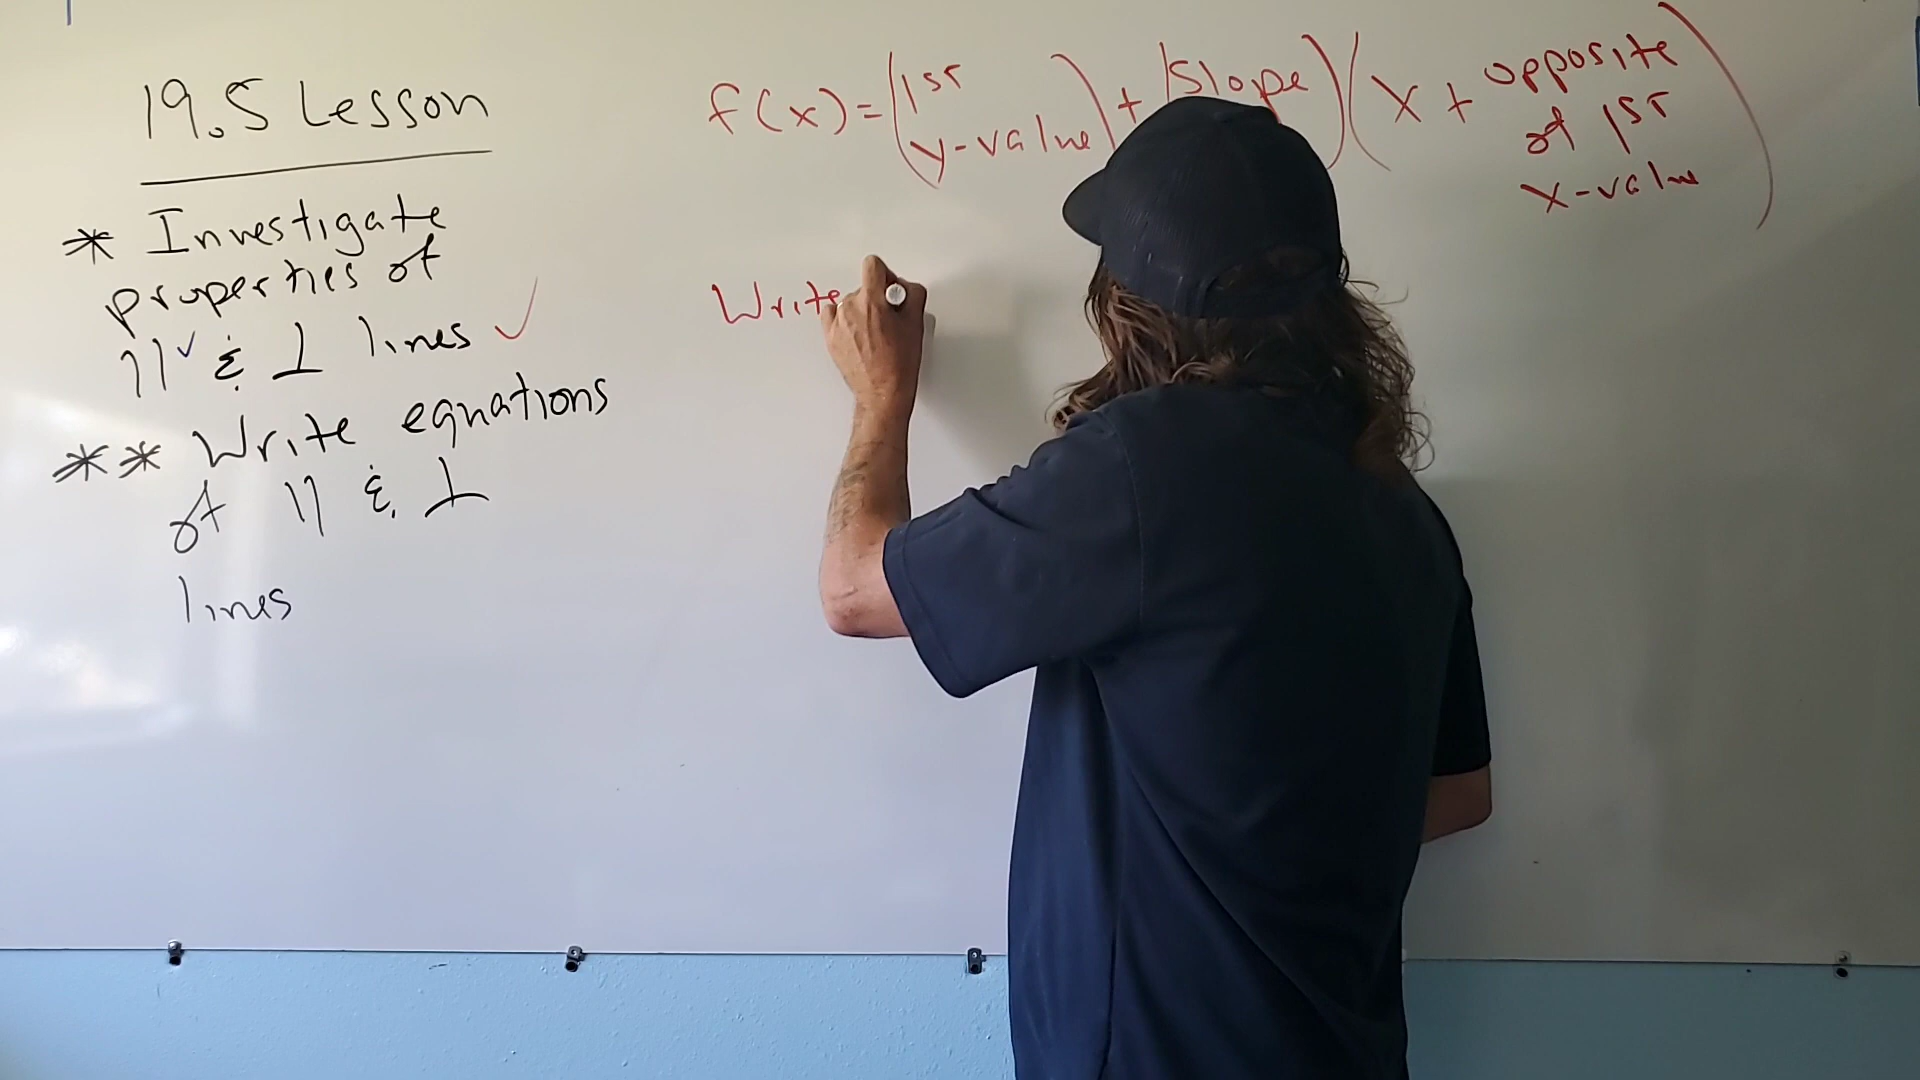 19.5 Lesson
* Investigate
properties of
|| & ⊥ lines ✓
** Write equations
of || & ⊥
lines
f(x) = (1st y-value) + (Slope)(x + opposite of 1st x-value)
Write